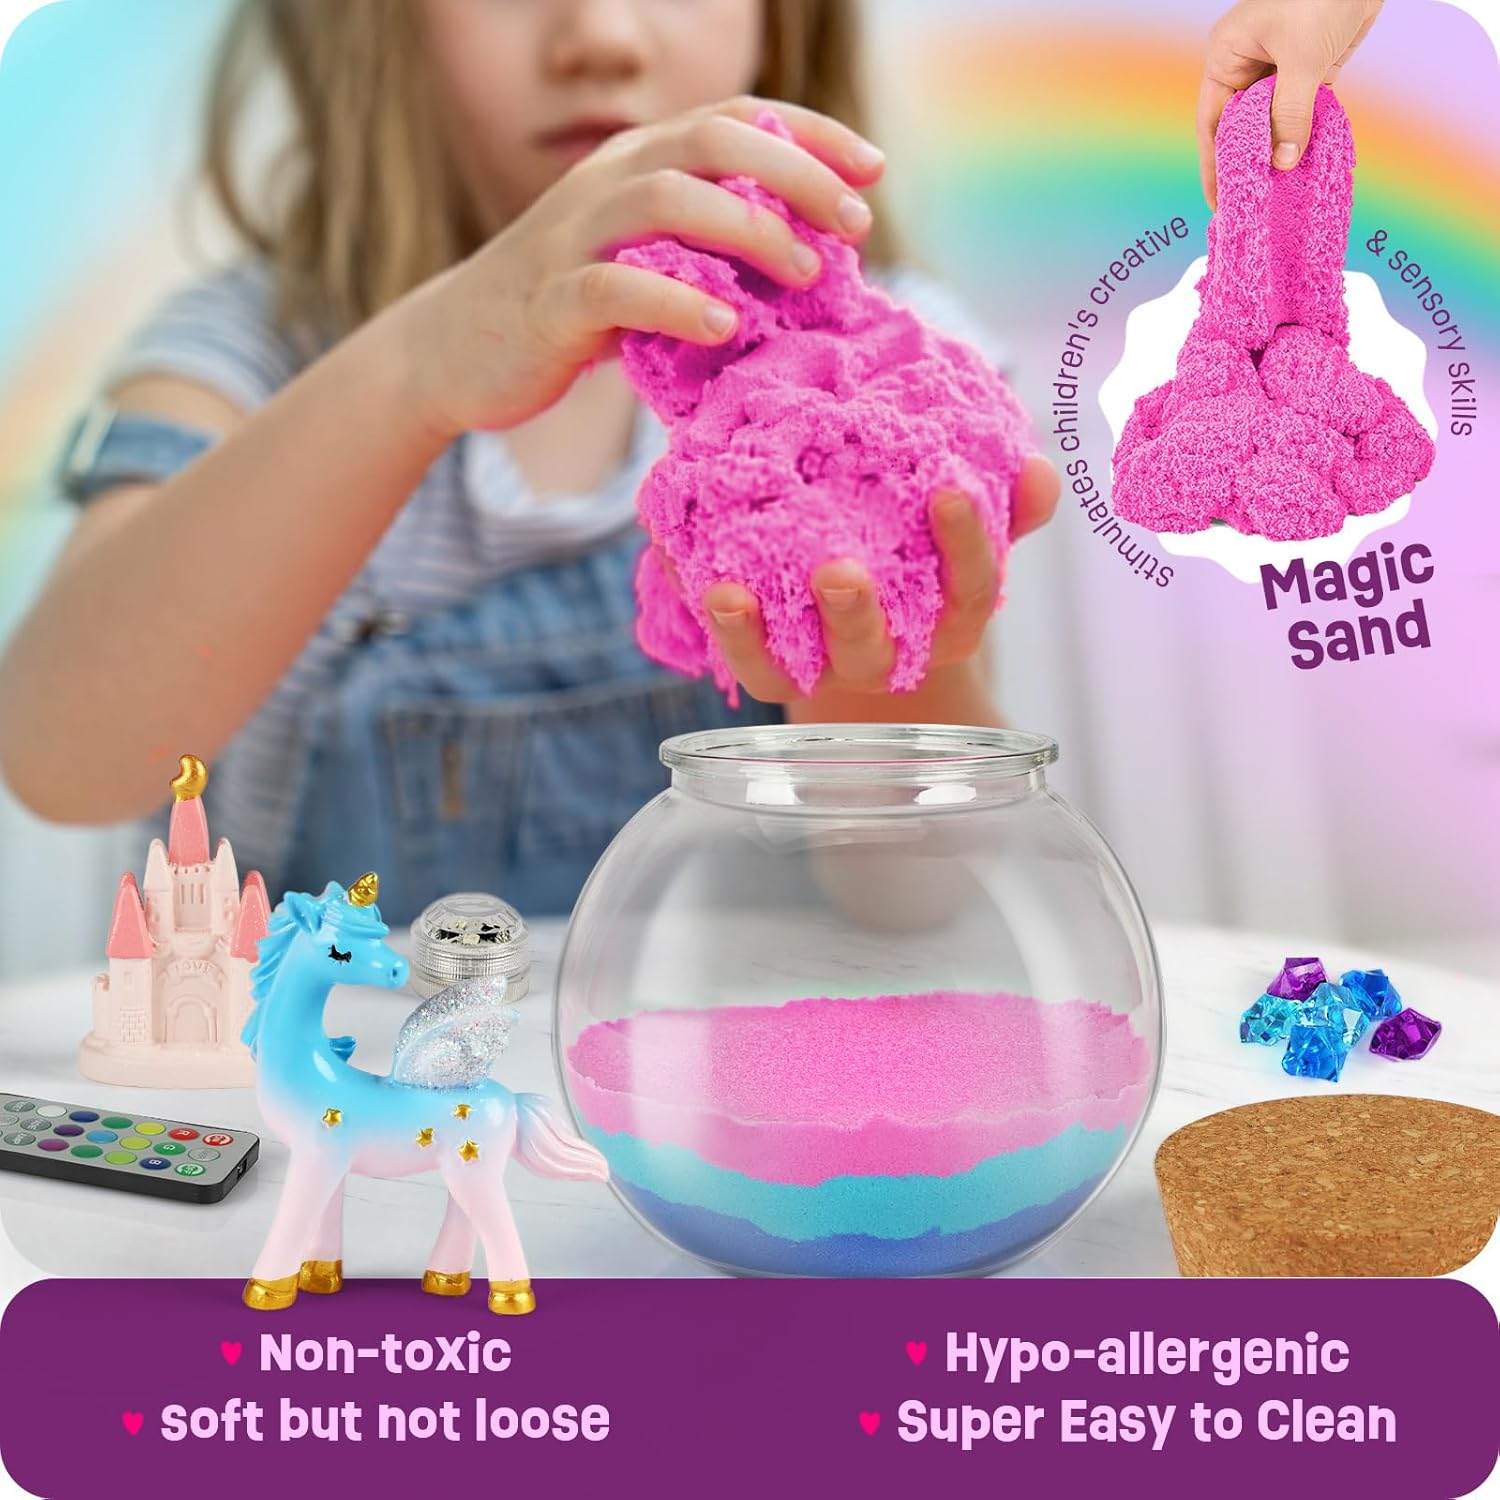 stimulates children's creative
& sensory skills
Magic
Sand
Non-toxic
Soft but not loose
Hypo-allergenic
Super Easy to Clean